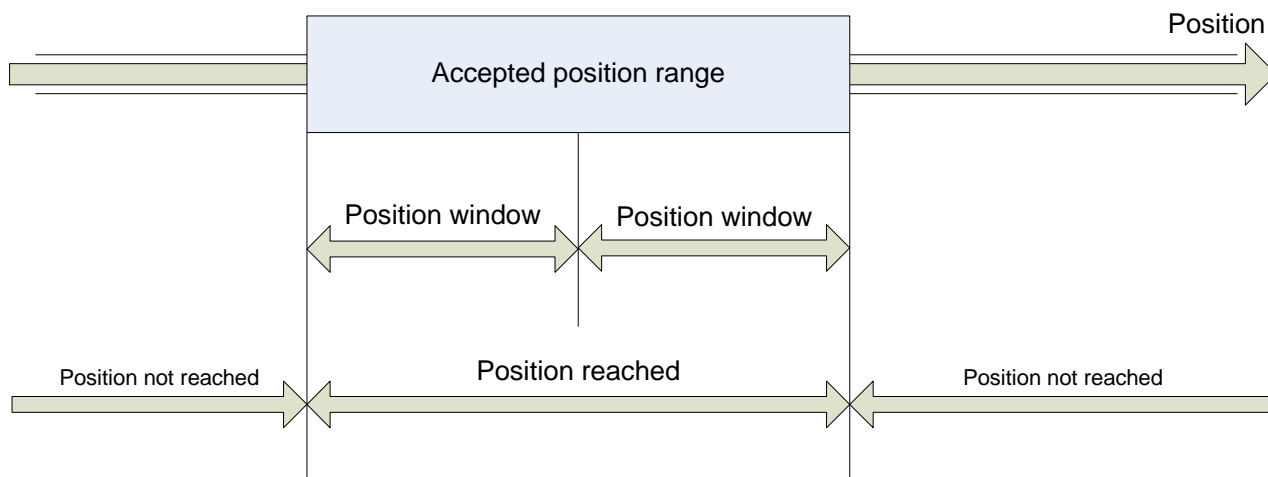 Position
Accepted position range
Position window
Position window
Position not reached
Position reached
Position not reached